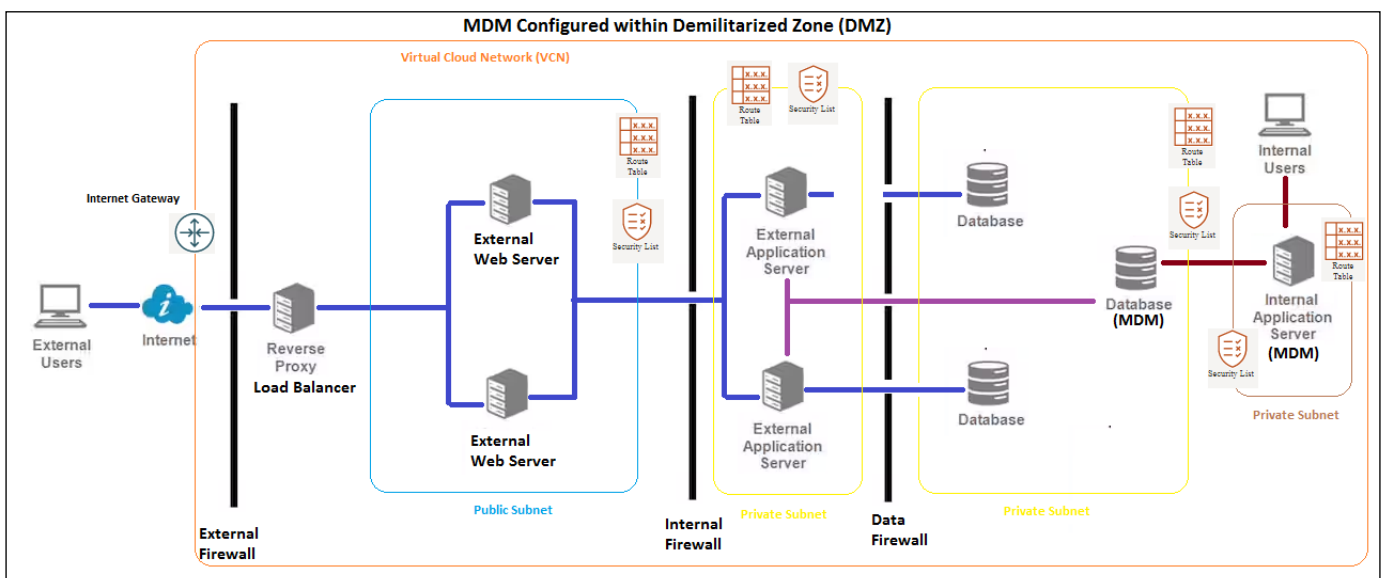 MDM Configured within Demilitarized Zone (DMZ)
Virtual Cloud Network (VCN)
Internet Gateway
External
Users
Internet
External
Firewall
Reverse
Proxy
Load Balancer
External
Web Server
External
Web Server
x.x.x.
x.x.x.
x.x.x.
Route
Table
Security List
Public Subnet
Internal
Firewall
x.x.x.
x.x.x.
x.x.x.
Route
Table
Security List
External
Application
Server
External
Application
Server
Private Subnet
Data
Firewall
Database
Database
(MDM)
Database
x.x.x.
x.x.x.
x.x.x.
Route
Table
Security List
Private Subnet
Internal
Users
x.x.x.
x.x.x.
x.x.x.
Route
Table
Internal
Application
Server
(MDM)
Security List
Private Subnet